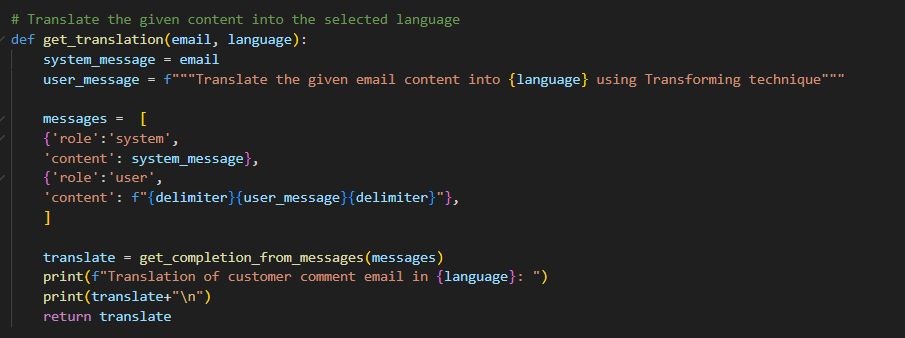 # Translate the given content into the selected language
def get_translation(email, language):
system_message = email
user_message = f"""Translate the given email content into {language} using Transforming technique"""
messages =  [
{'role':'system',
'content': system_message},
{'role':'user',
'content': f"{delimiter}{user_message}{delimiter}"},
]
translate = get_completion_from_messages(messages)
print(f"Translation of customer comment email in {language}: ")
print(translate+"\n")
return translate